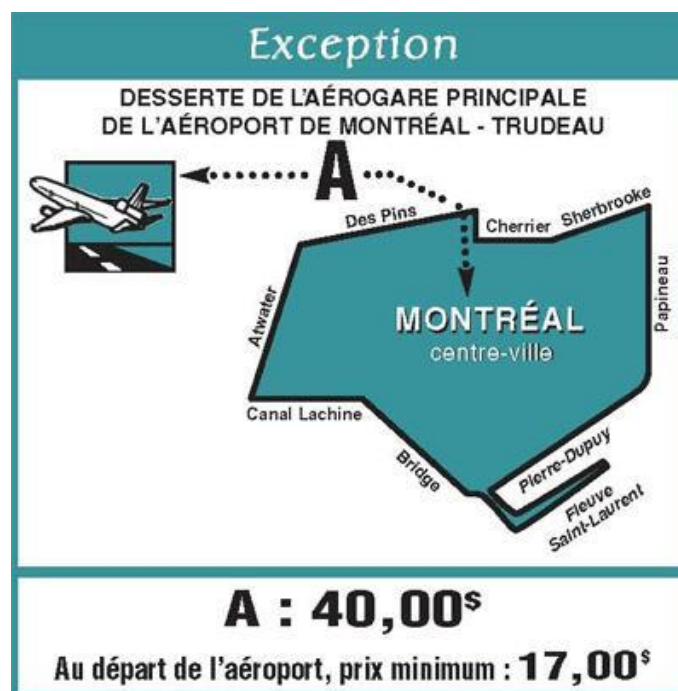 Exception
DESSERTE DE L'AÉROGARE PRINCIPALE
DE L'AÉROPORT DE MONTRÉAL - TRUDEAU
A
Des Pins
Cherrier
Sherbrooke
Atwater
Papineau
MONTRÉAL
centre-ville
Canal Lachine
Bridge
Pierre-Dupuy
Fleuve
Saint-Laurent
A : 40,00$
Au départ de l'aéroport, prix minimum : 17,00$